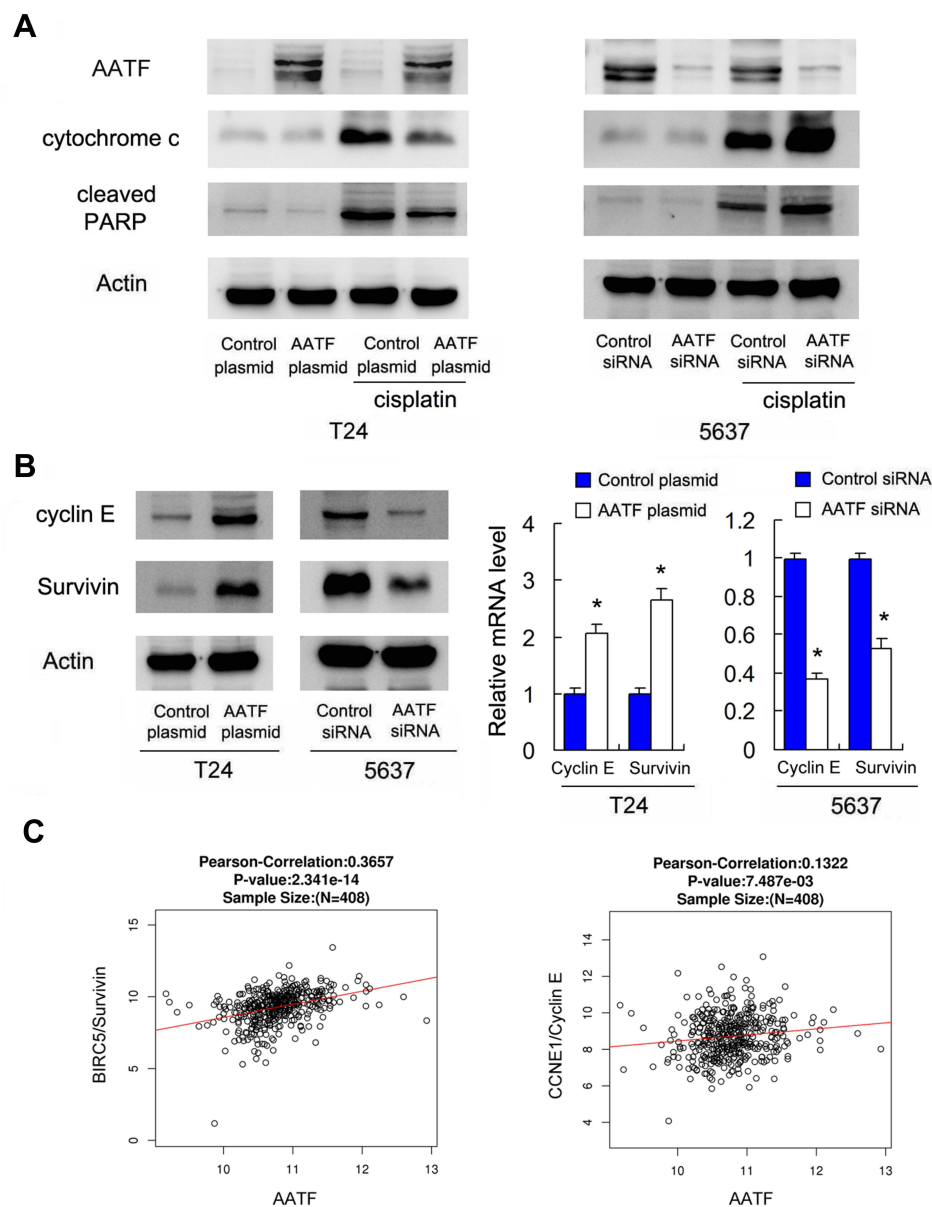 A
AATF
cytochrome c
cleaved
PARP
Actin
Control
plasmid
AATF
plasmid
Control
plasmid
AATF
plasmid
cisplatin
T24
Control
siRNA
AATF
siRNA
Control
siRNA
AATF
siRNA
cisplatin
5637
B
cyclin E
Survivin
Actin
Control
plasmid
AATF
plasmid
T24
Control
siRNA
AATF
siRNA
5637
Control plasmid
AATF plasmid
Relative mRNA level
4
3
2
1
0
*
*
Cyclin E
Survivin
T24
Control siRNA
AATF siRNA
1.2
1
0.8
0.6
0.4
0.2
0
*
*
Cyclin E
Survivin
5637
C
Pearson-Correlation:0.3657
P-value:2.341e-14
Sample Size:(N=408)
BIRC5/Survivin
15
10
5
0
10 11 12 13
AATF
Pearson-Correlation:0.1322
P-value:7.487e-03
Sample Size:(N=408)
CCNE1/Cyclin E
14
12
10
8
6
4
10 11 12 13
AATF